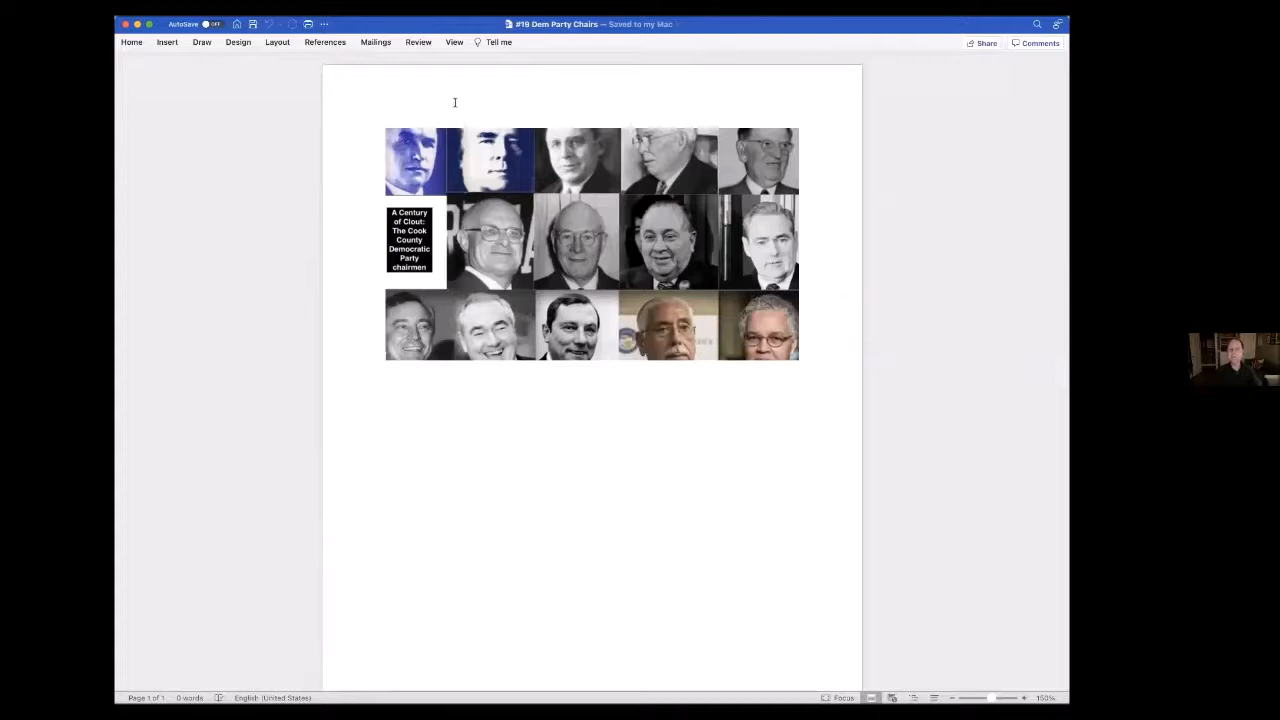 AutoSave OFF
#19 Dem Party Chairs — Saved to my Mac
Home Insert Draw Design Layout References Mailings Review View Tell me
Share Comments
A Century
of Clout:
The Cook
County
Democratic
Party
chairmen
Page 1 of 1 0 words English (United States)
Focus 150%